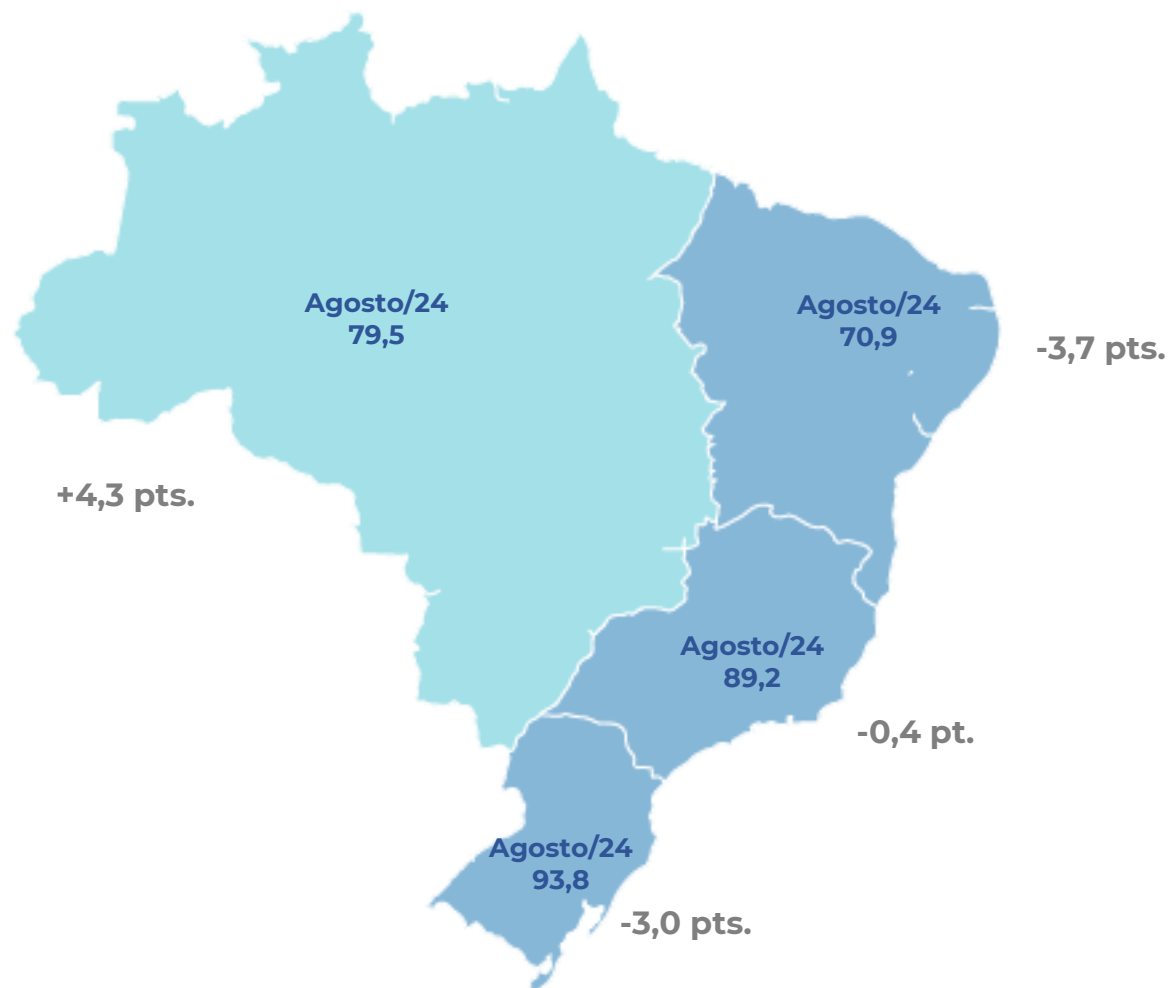 Agosto/24
79,5
Agosto/24
70,9
-3,7 pts.
+4,3 pts.
Agosto/24
89,2
-0,4 pt.
Agosto/24
93,8
-3,0 pts.